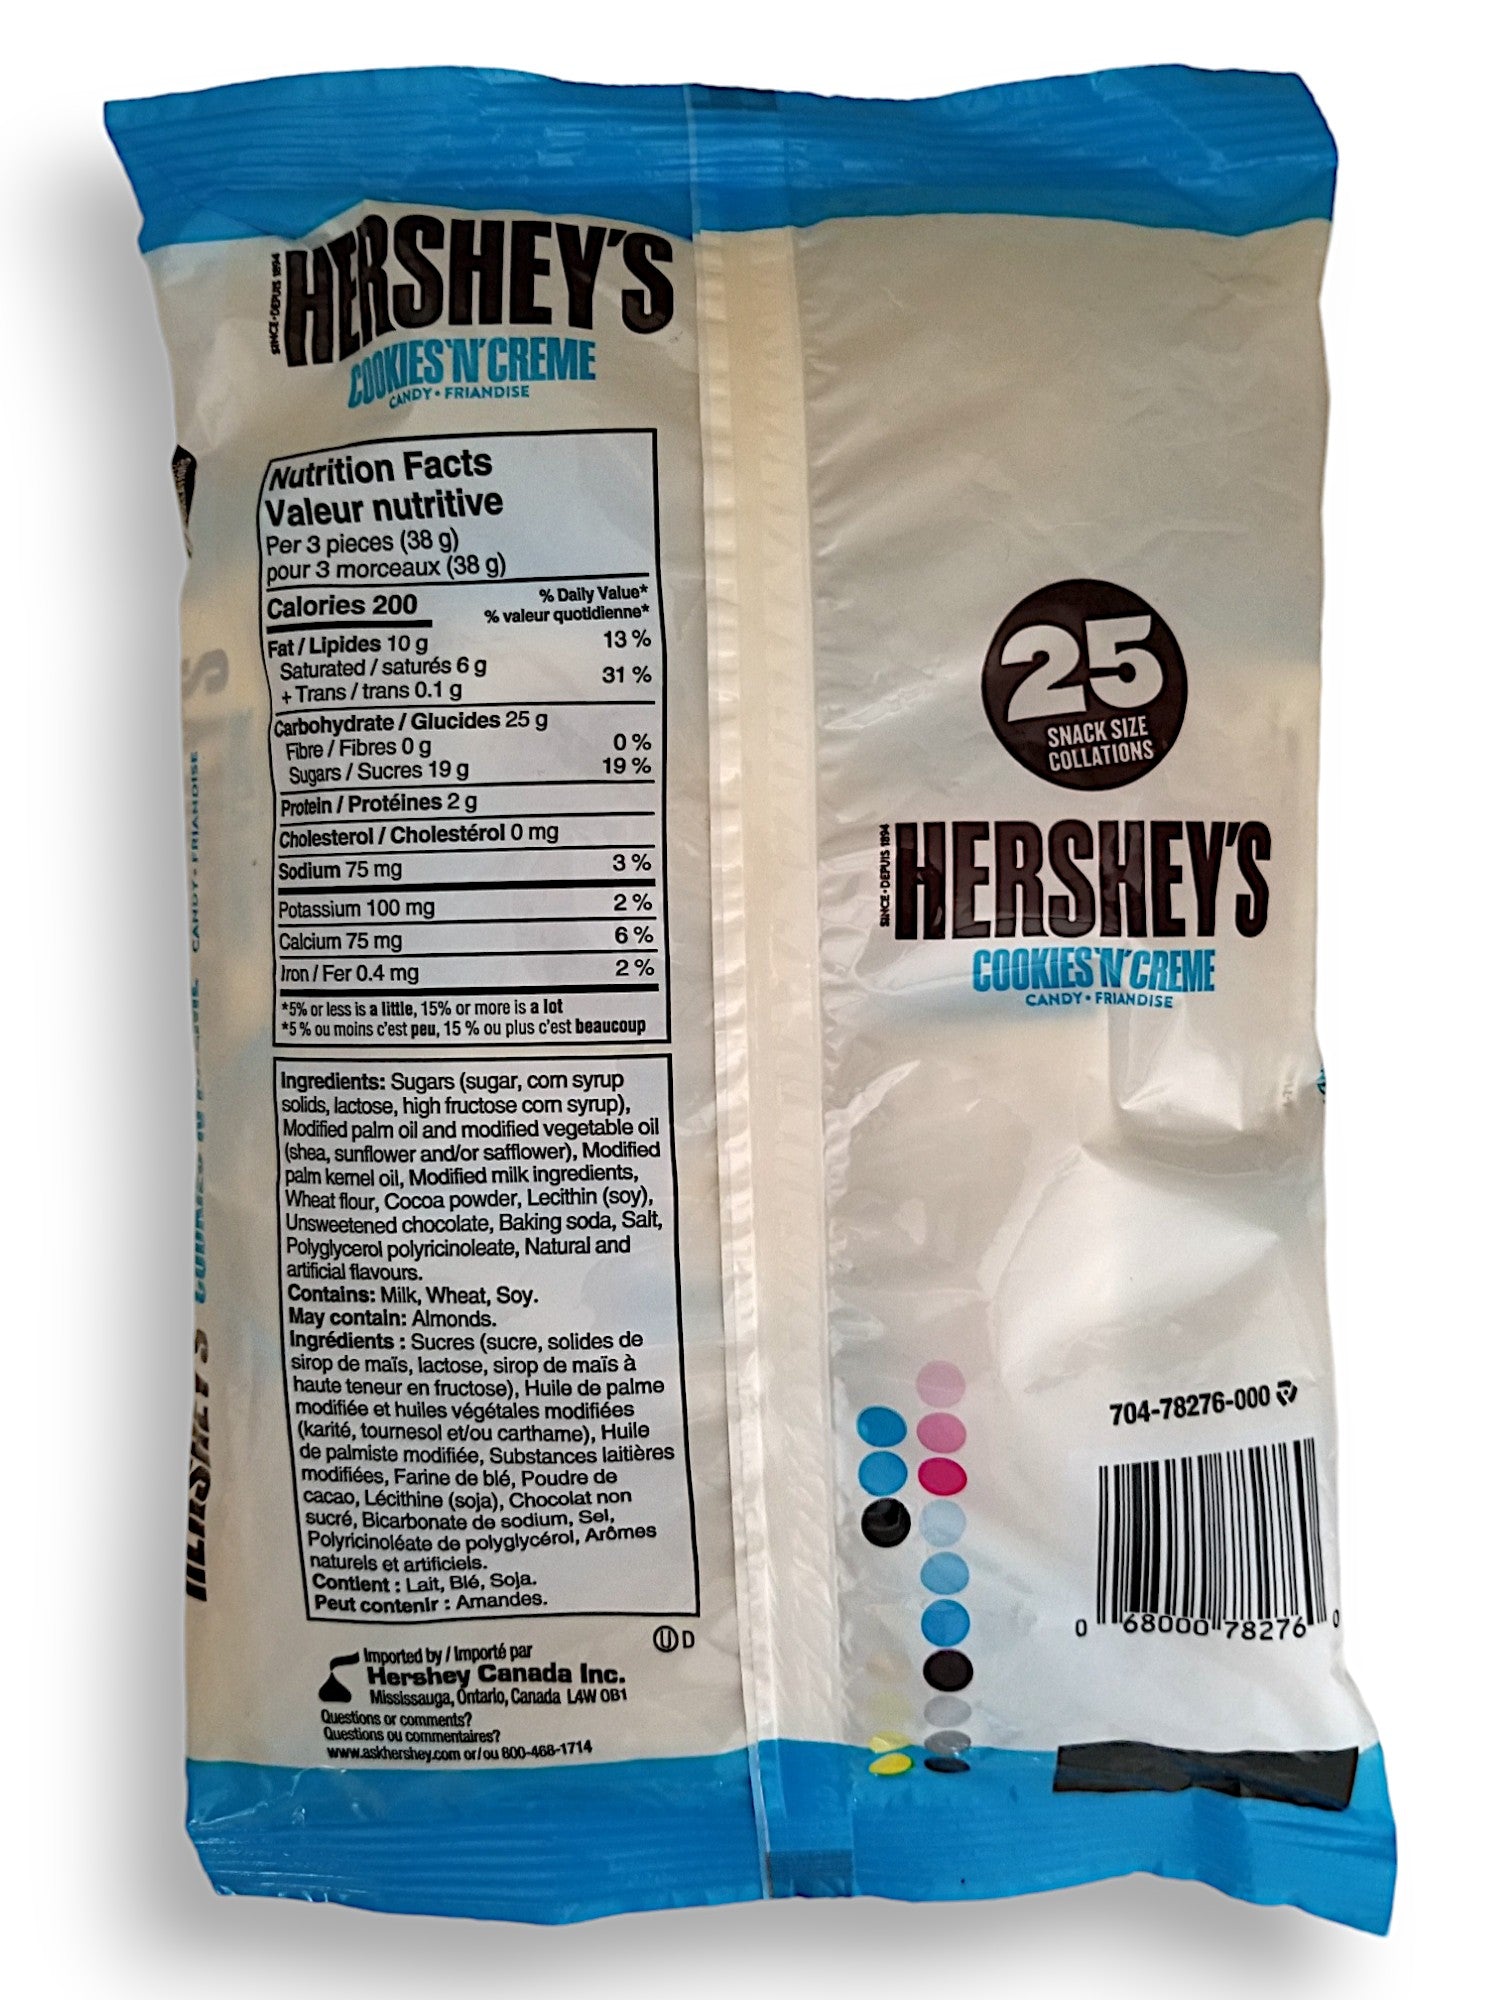 SINCE•DEPUIS 1894
HERSHEY'S
COOKIES'N'CREME
CANDY • FRIANDISE
Nutrition Facts
Valeur nutritive
Per 3 pieces (38 g)
pour 3 morceaux (38 g)
Calories 200
% Daily Value*
% valeur quotidienne*
Fat / Lipides 10 g 13 %
Saturated / saturés 6 g
+ Trans / trans 0.1 g 31 %
Carbohydrate / Glucides 25 g
Fibre / Fibres 0 g 0 %
Sugars / Sucres 19 g 19 %
Protein / Protéines 2 g
Cholesterol / Cholestérol 0 mg
Sodium 75 mg 3 %
Potassium 100 mg 2 %
Calcium 75 mg 6 %
Iron / Fer 0.4 mg 2 %
*5% or less is a little, 15% or more is a lot
*5 % ou moins c'est peu, 15 % ou plus c'est beaucoup
Ingredients: Sugars (sugar, corn syrup
solids, lactose, high fructose corn syrup),
Modified palm oil and modified vegetable oil
(shea, sunflower and/or safflower), Modified
palm kernel oil, Modified milk ingredients,
Wheat flour, Cocoa powder, Lecithin (soy),
Unsweetened chocolate, Baking soda, Salt,
Polyglycerol polyricinoleate, Natural and
artificial flavours.
Contains: Milk, Wheat, Soy.
May contain: Almonds.
Ingrédients : Sucres (sucre, solides de
sirop de maïs, lactose, sirop de maïs à
haute teneur en fructose), Huile de palme
modifiée et huiles végétales modifiées
(karité, tournesol et/ou carthame), Huile
de palmiste modifiée, Substances laitières
modifiées, Farine de blé, Poudre de
cacao, Lécithine (soja), Chocolat non
sucré, Bicarbonate de sodium, Sel,
Polyricinoléate de polyglycérol, Arômes
naturels et artificiels.
Contient : Lait, Blé, Soja.
Peut contenir : Amandes.
U D
Imported by / Importé par
Hershey Canada Inc.
Mississauga, Ontario, Canada L4W 0B1
Questions or comments?
Questions ou commentaires?
www.askhershey.com or/ou 800-468-1714
25
SNACK SIZE
COLLATIONS
SINCE•DEPUIS 1894
HERSHEY'S
COOKIES'N'CREME
CANDY • FRIANDISE
704-78276-000
0 68000 78276 0
HERSHEY'S COOKIES'N'CREME CANDY • FRIANDISE